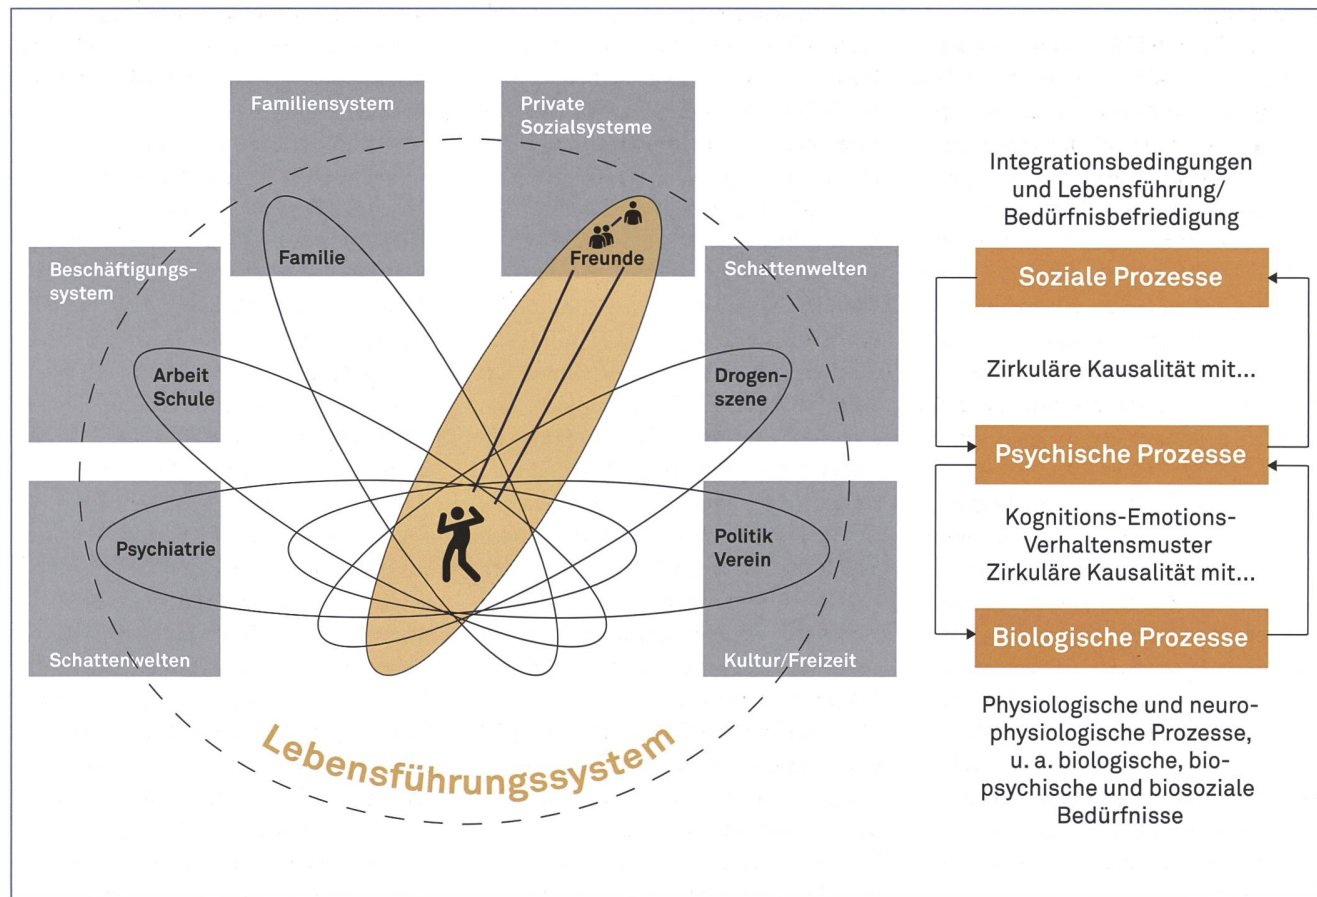 Familiensystem
Private
Sozialsysteme
Familie
Freunde
Beschäftigungs-
system
Schattenwelten
Arbeit
Schule
Drogen-
szene
Psychiatrie
Politik
Verein
Schattenwelten
Kultur/Freizeit
Lebensführungssystem
Integrationsbedingungen
und Lebensführung/
Bedürfnisbefriedigung
Soziale Prozesse
Zirkuläre Kausalität mit...
Psychische Prozesse
Kognitions-Emotions-
Verhaltensmuster
Zirkuläre Kausalität mit...
Biologische Prozesse
Physiologische und neuro-
physiologische Prozesse,
u. a. biologische, bio-
psychische und biosoziale
Bedürfnisse